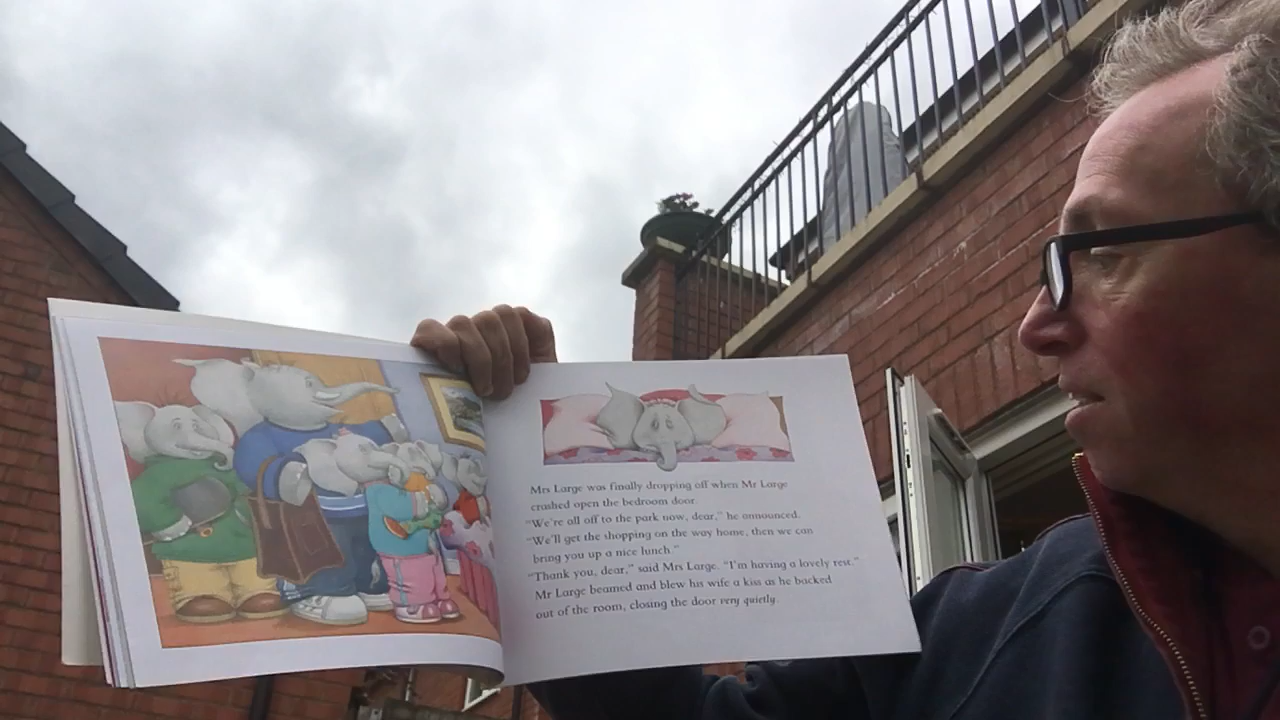 Mrs Large was finally dropping off when Mr Large
crashed open the bedroom door.
“We’re all off to the park now, dear,” he announced.
“We’ll get the shopping on the way home, then we can
bring you up a nice lunch.”
“Thank you, dear,” said Mrs Large. “I’m having a lovely rest.”
Mr Large beamed and blew his wife a kiss as he backed
out of the room, closing the door very quietly.